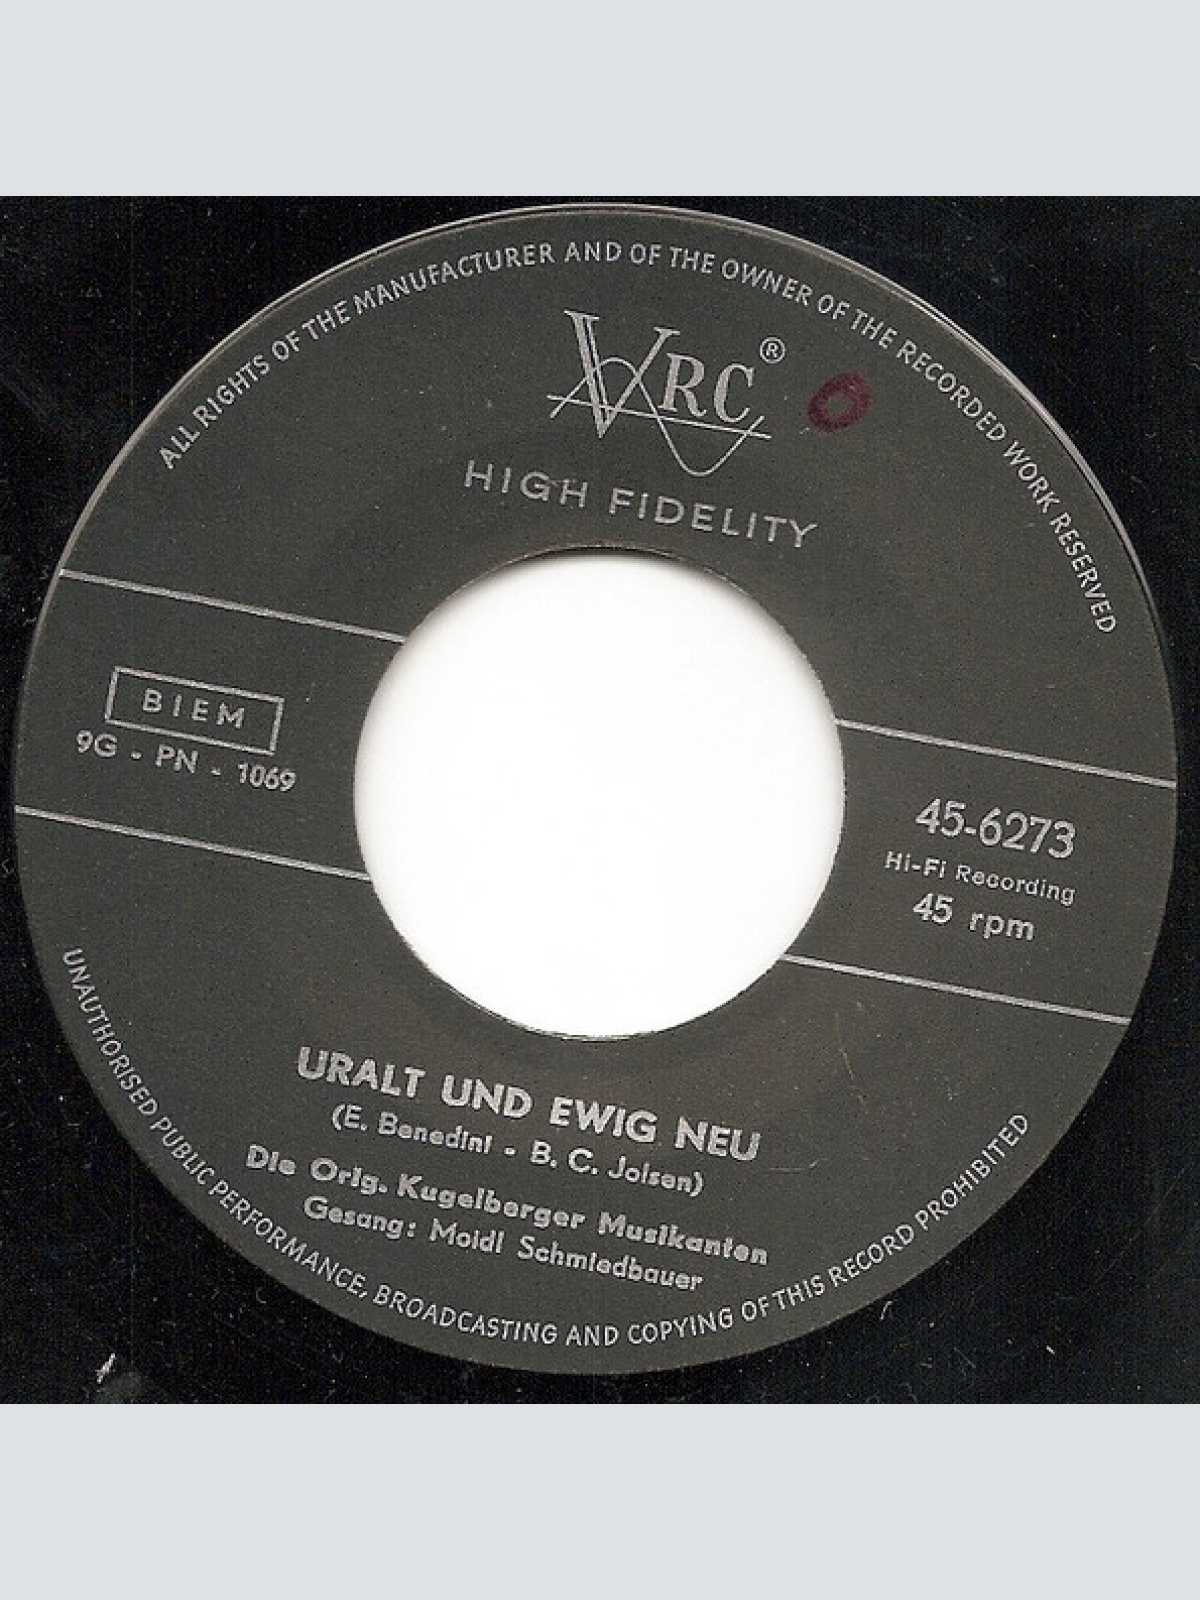 ALL RIGHTS OF THE MANUFACTURER AND OF THE OWNER OF THE RECORDED WORK RESERVED
VRC ®
HIGH FIDELITY
BIEM
9G - PN - 1069
45-6273
Hi-Fi Recording
45 rpm
URALT UND EWIG NEU
(E. Benedini - B. C. Joisen)
Die Orig. Kugelberger Musikanten
Gesang: Moidl Schmiedbauer
UNAUTHORISED PUBLIC PERFORMANCE, BROADCASTING AND COPYING OF THIS RECORD PROHIBITED